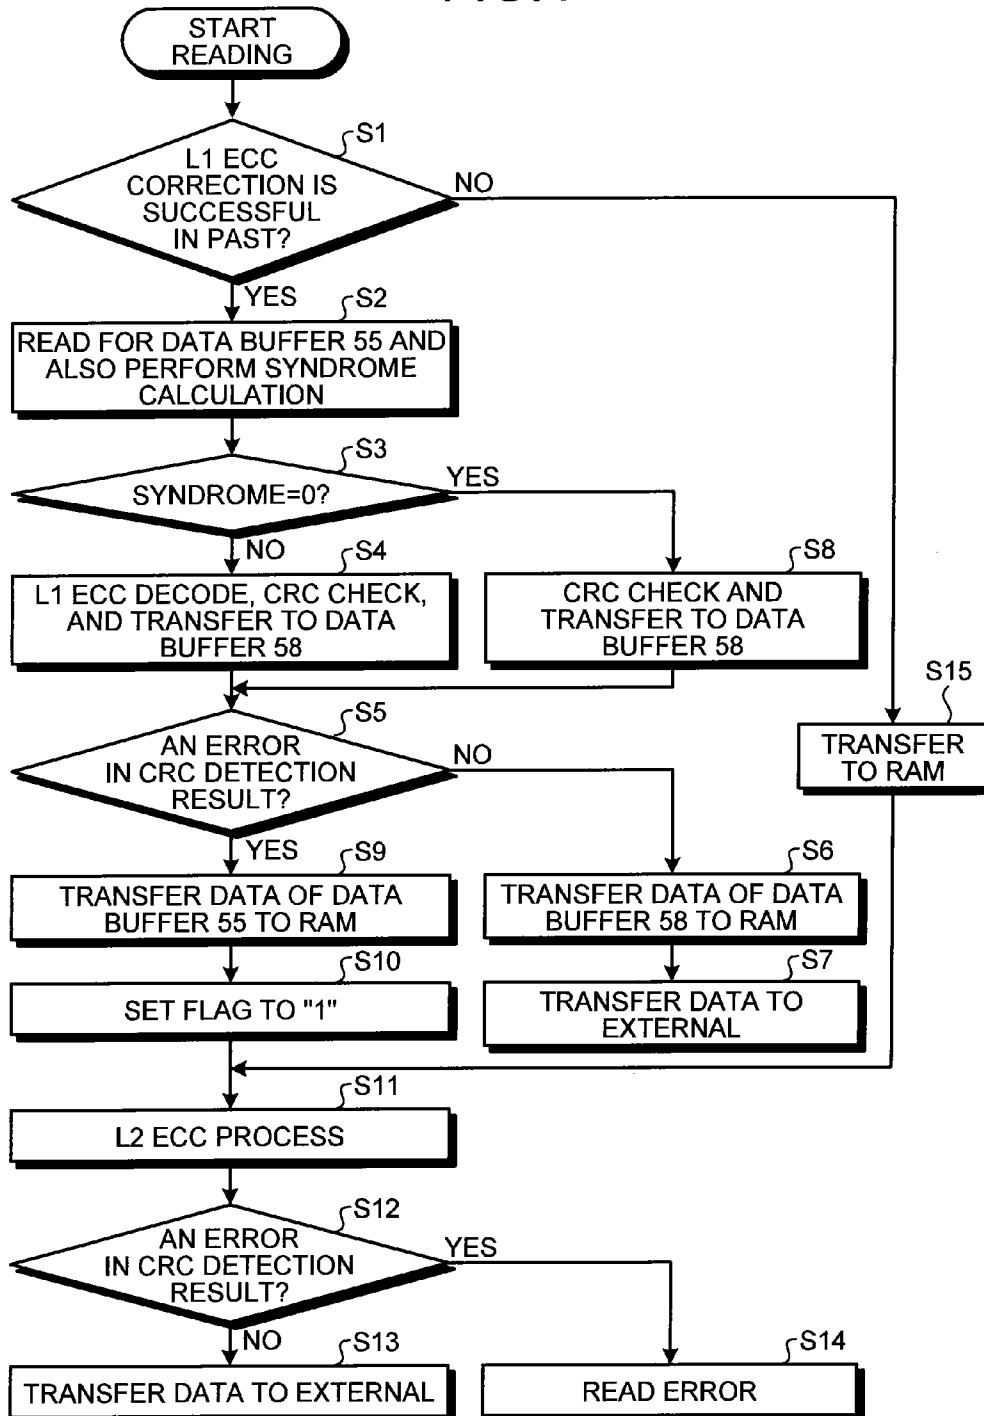 START
READING
S1
L1 ECC
CORRECTION IS
SUCCESSFUL
IN PAST?
NO
YES
S2
READ FOR DATA BUFFER 55 AND
ALSO PERFORM SYNDROME
CALCULATION
S3
SYNDROME=0?
YES
NO
S4
L1 ECC DECODE, CRC CHECK,
AND TRANSFER TO DATA
BUFFER 58
S8
CRC CHECK AND
TRANSFER TO DATA
BUFFER 58
S15
TRANSFER
TO RAM
S5
AN ERROR
IN CRC DETECTION
RESULT?
NO
YES
S9
TRANSFER DATA OF DATA
BUFFER 55 TO RAM
S6
TRANSFER DATA OF DATA
BUFFER 58 TO RAM
S10
SET FLAG TO "1"
S7
TRANSFER DATA TO
EXTERNAL
S11
L2 ECC PROCESS
S12
AN ERROR
IN CRC DETECTION
RESULT?
YES
NO
S13
TRANSFER DATA TO EXTERNAL
S14
READ ERROR